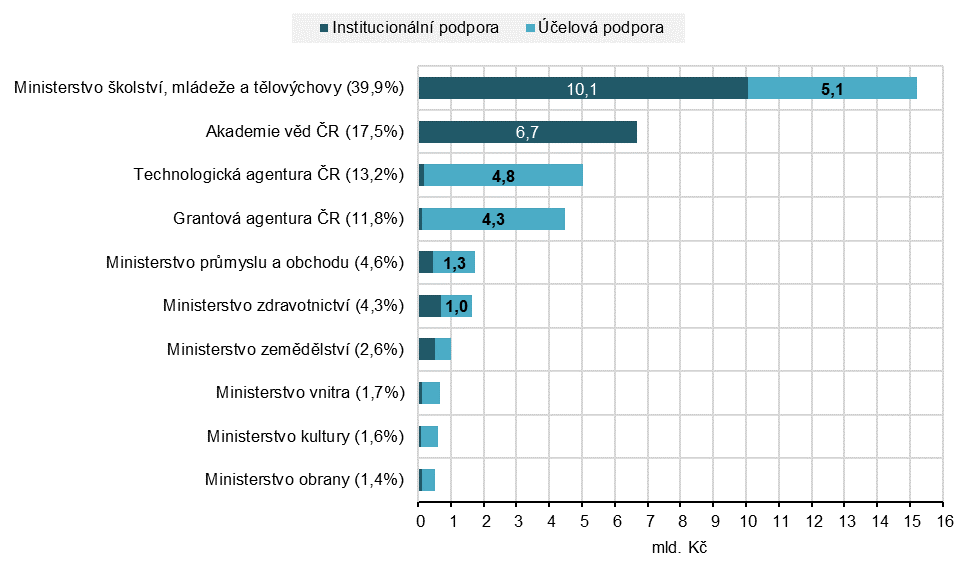 Institucionální podpora Účelová podpora
Ministerstvo školství, mládeže a tělovýchovy (39,9%) 10,1 5,1
Akademie věd ČR (17,5%) 6,7
Technologická agentura ČR (13,2%) 4,8
Grantová agentura ČR (11,8%) 4,3
Ministerstvo průmyslu a obchodu (4,6%) 1,3
Ministerstvo zdravotnictví (4,3%) 1,0
Ministerstvo zemědělství (2,6%)
Ministerstvo vnitra (1,7%)
Ministerstvo kultury (1,6%)
Ministerstvo obrany (1,4%)
0 1 2 3 4 5 6 7 8 9 10 11 12 13 14 15 16
mld. Kč